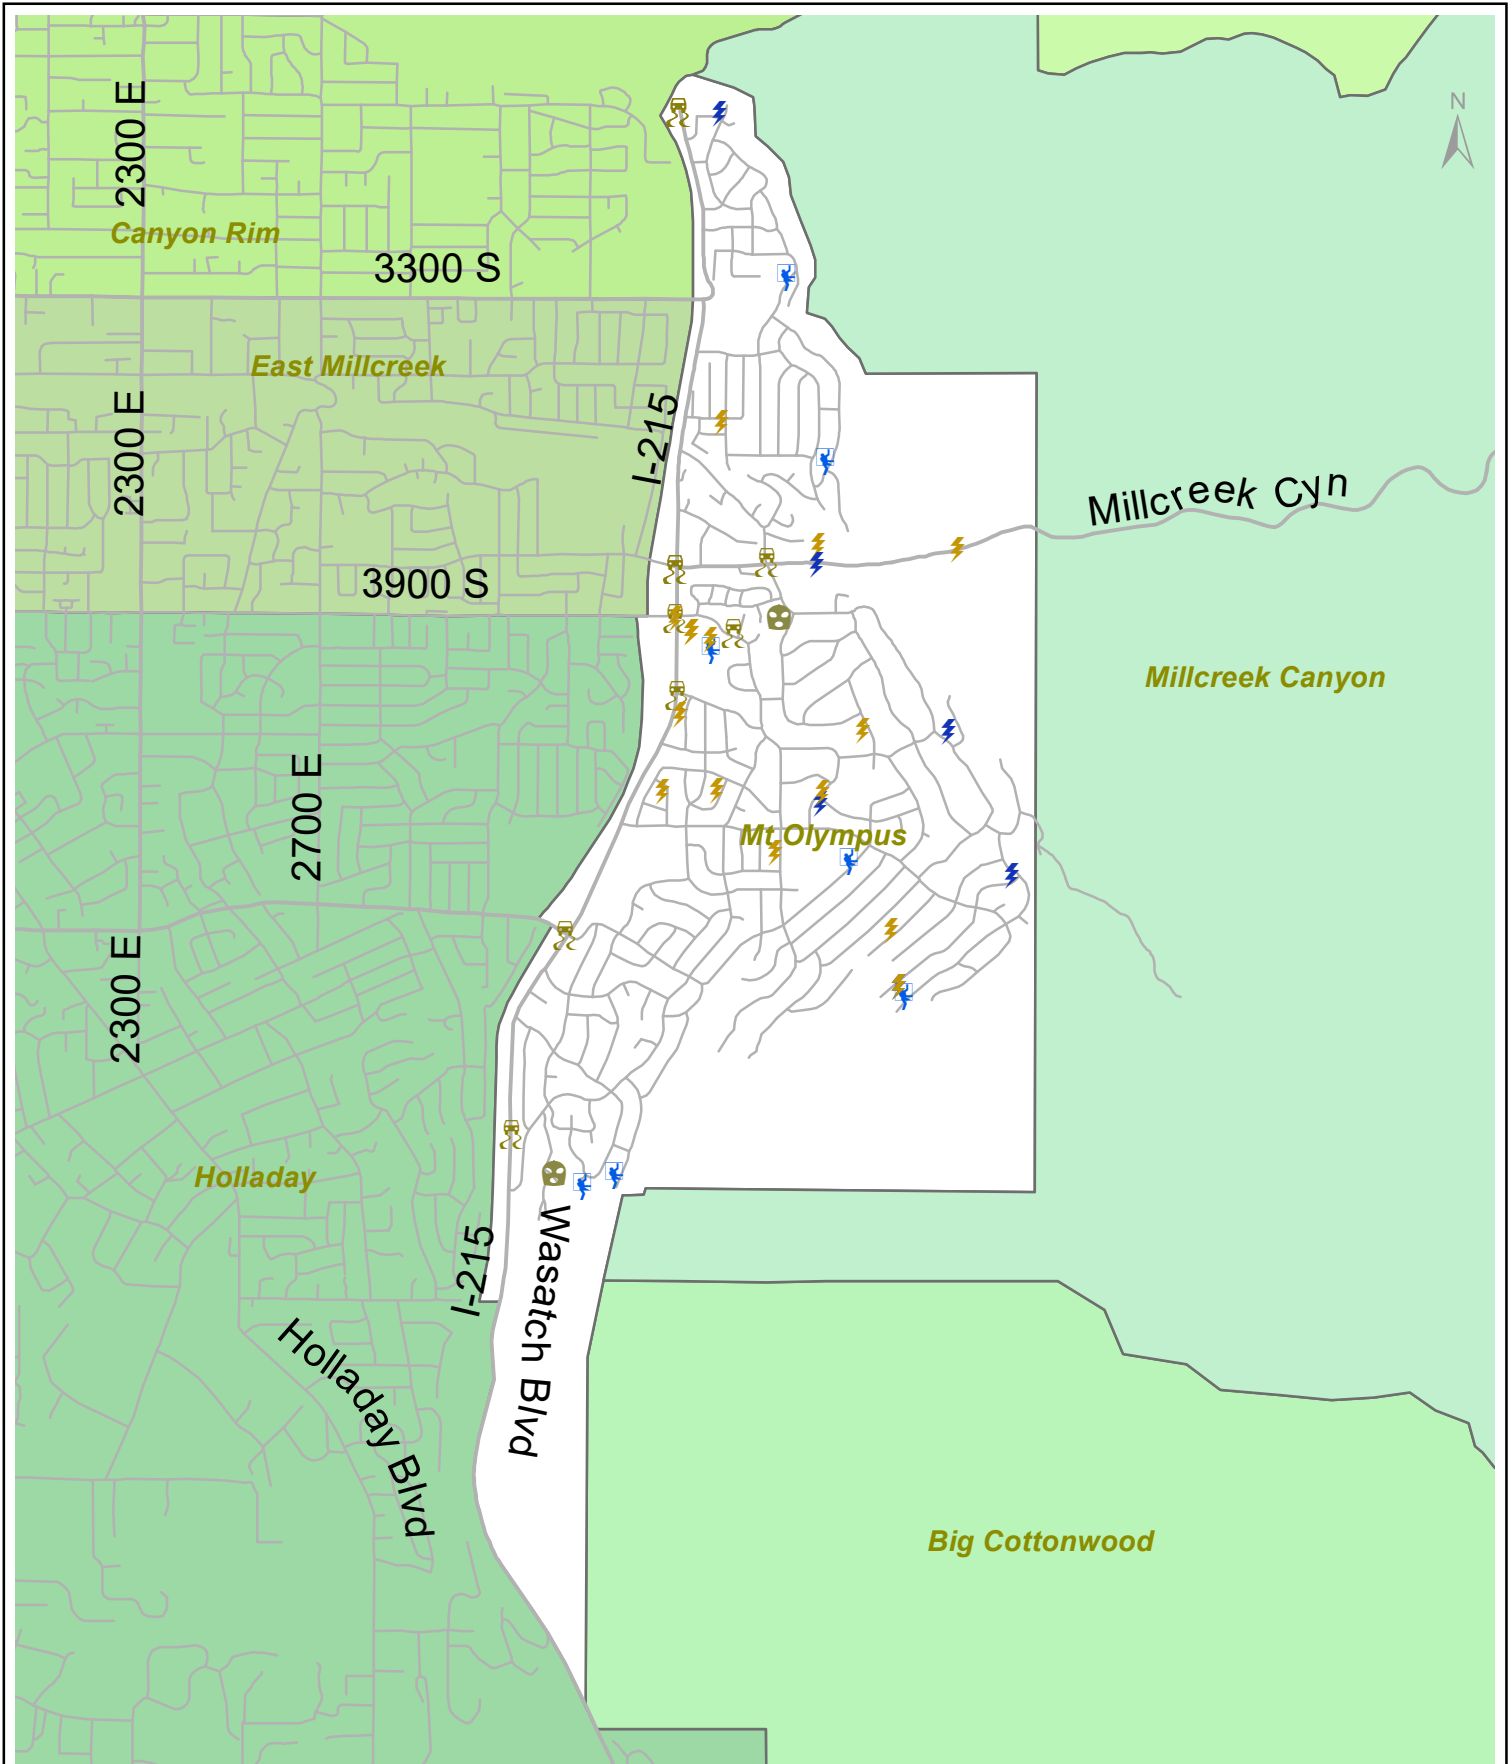 2300 E
N
Canyon Rim
3300 S
East Millcreek
2300 E
I-215
Millcreek Cyn
3900 S
Millcreek Canyon
2700 E
Mt Olympus
2300 E
Holladay
I-215
Wasatch Blvd
Holladay Blvd
Big Cottonwood